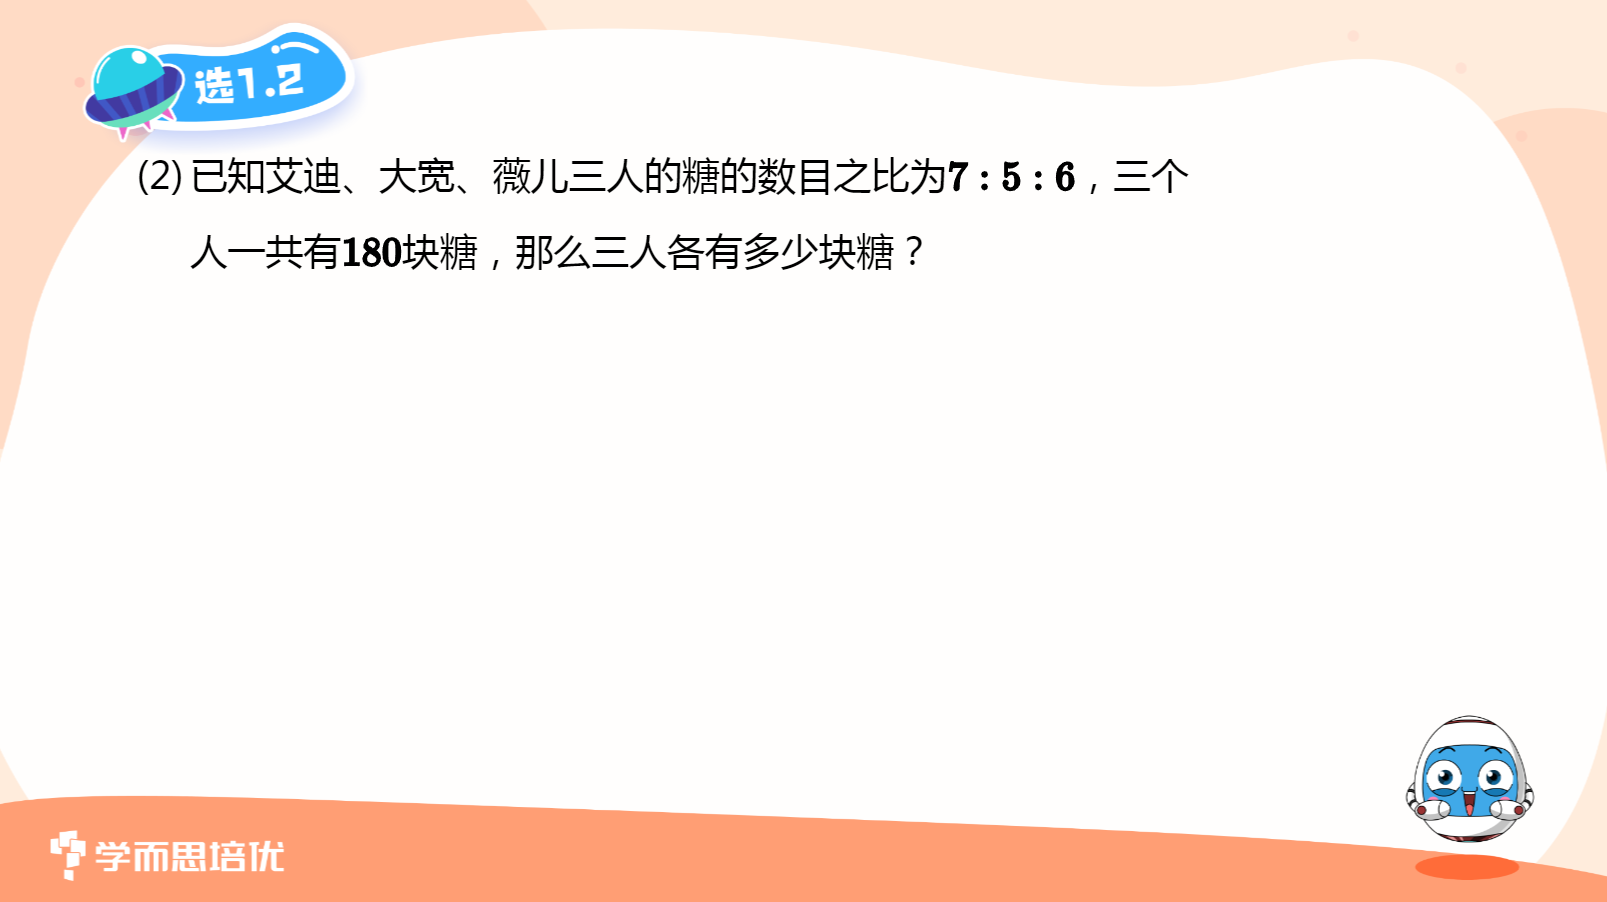 选1.2
(2) 已知艾迪、大宽、薇儿三人的糖的数目之比为7 : 5 : 6，三个
人一共有180块糖，那么三人各有多少块糖？
学而思培优